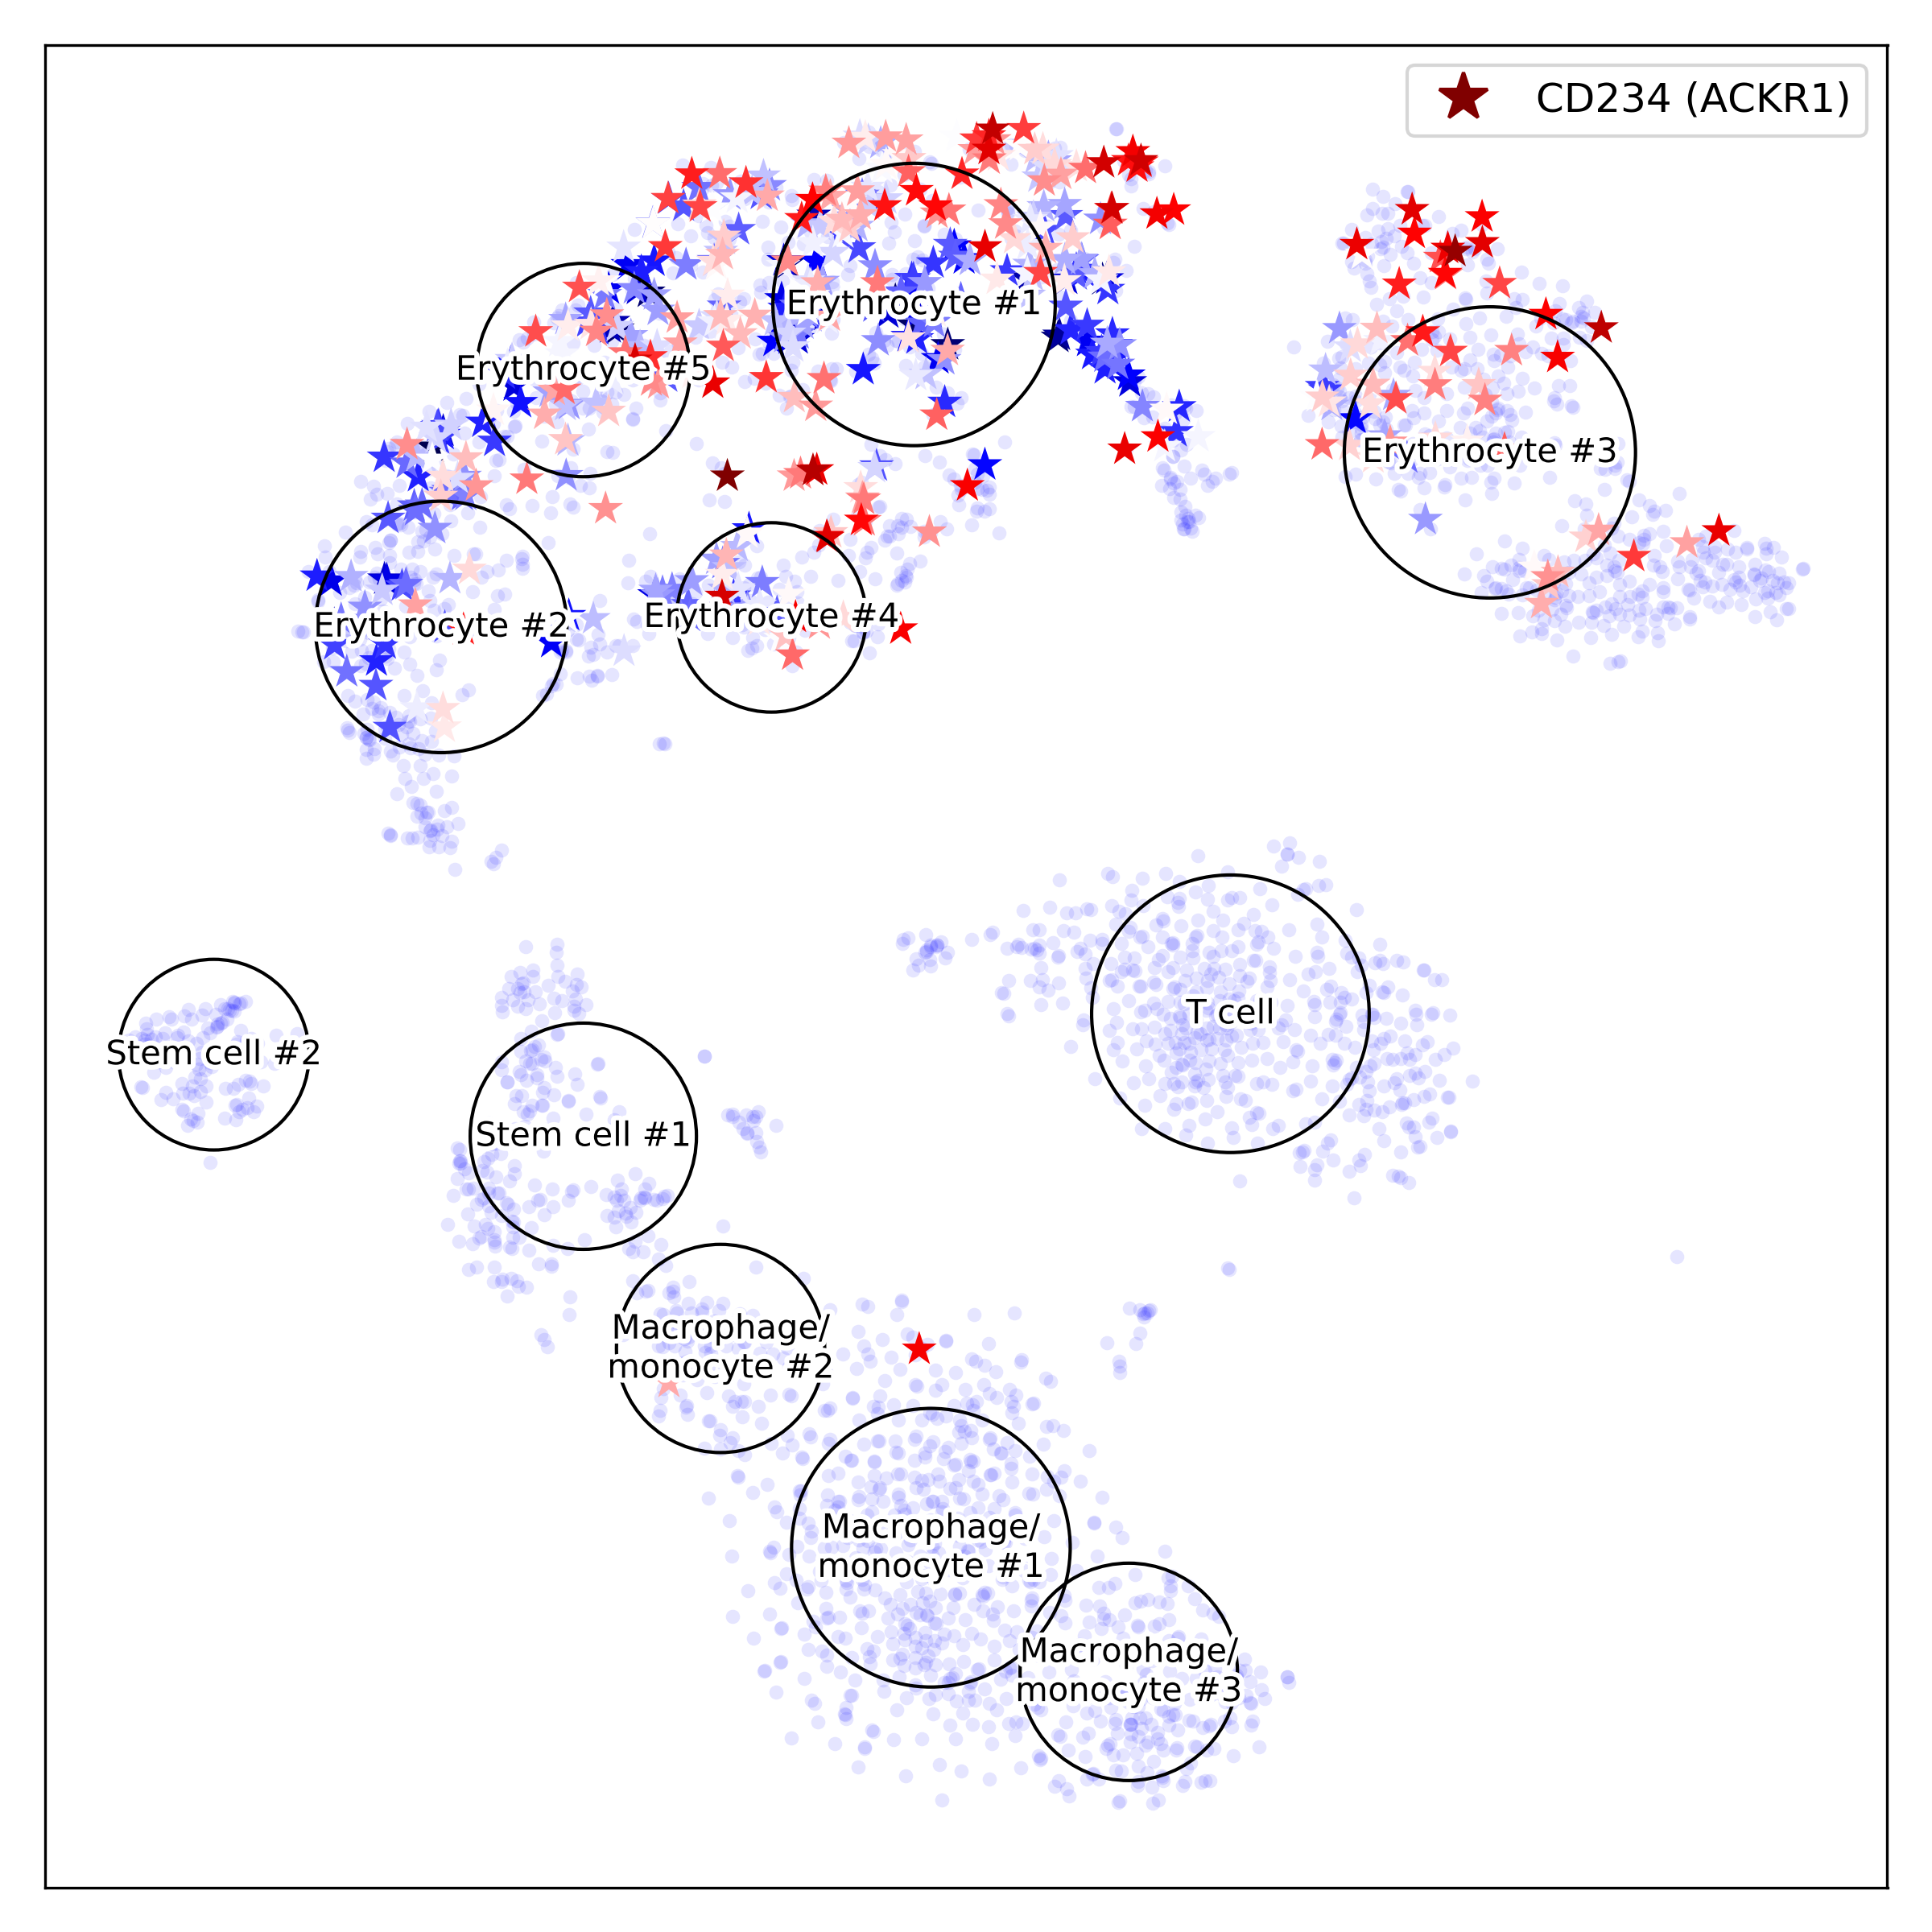 CD234 (ACKR1)
Erythrocyte #1
Erythrocyte #5
Erythrocyte #3
Erythrocyte #4
Erythrocyte #2
T cell
Stem cell #2
Stem cell #1
Macrophage/
monocyte #2
Macrophage/
monocyte #1
Macrophage/
monocyte #3